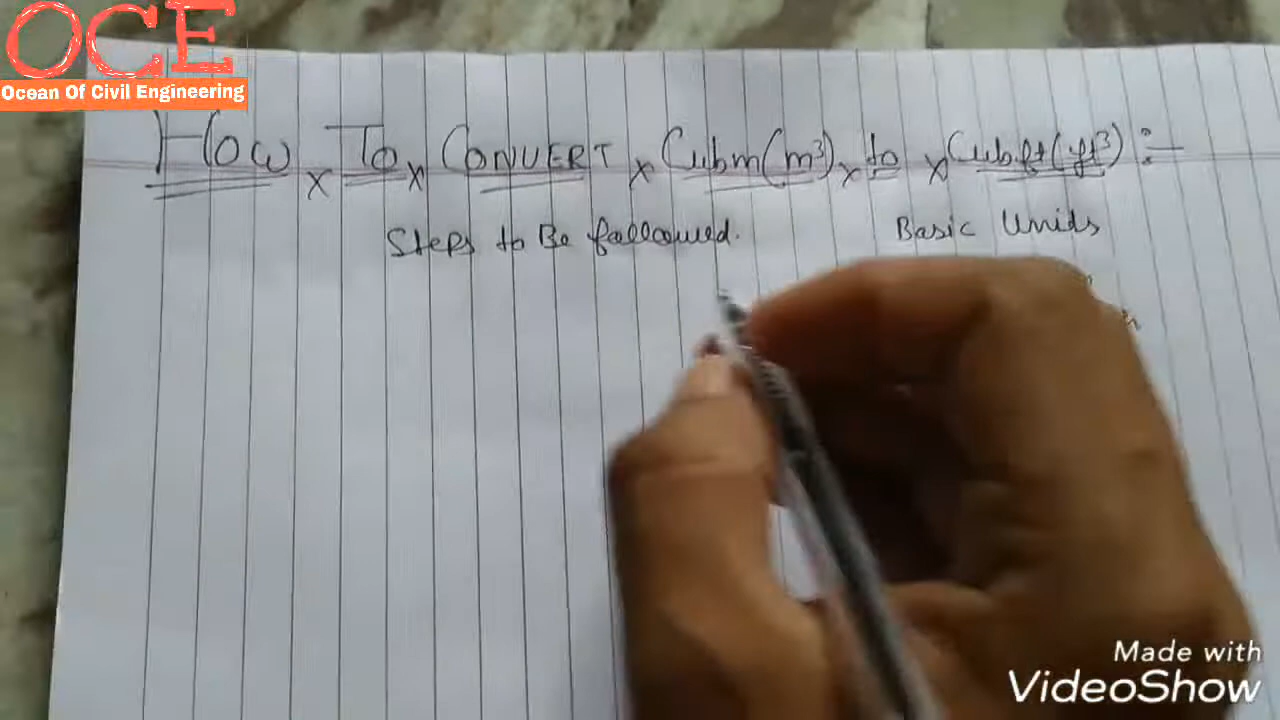 OCE
Ocean Of Civil Engineering
How x To x CONVERT x Cubm(m³) x to x Cubft(ft³) :-
Steps to Be followed.
Basic Units
Made with
VideoShow